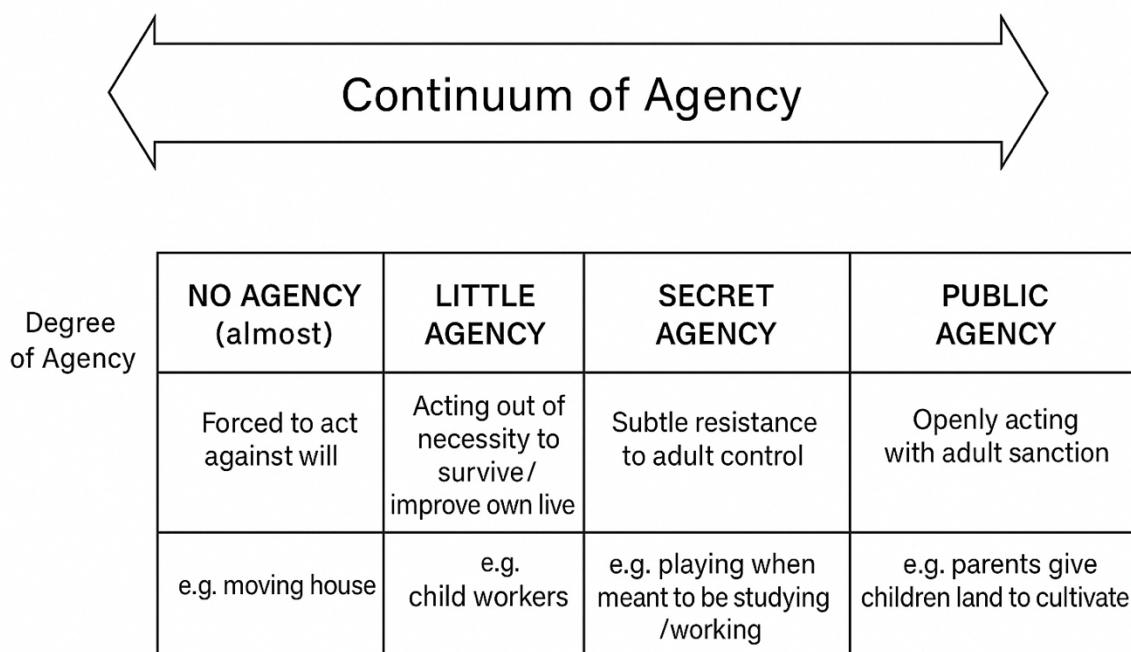 Continuum of Agency
Degree
of Agency
NO AGENCY
(almost)
LITTLE
AGENCY
SECRET
AGENCY
PUBLIC
AGENCY
Forced to act
against will
Acting out of
necessity to
survive/
improve own live
Subtle resistance
to adult control
Openly acting
with adult sanction
e.g. moving house
e.g.
child workers
e.g. playing when
meant to be studying
/working
e.g. parents give
children land to cultivate